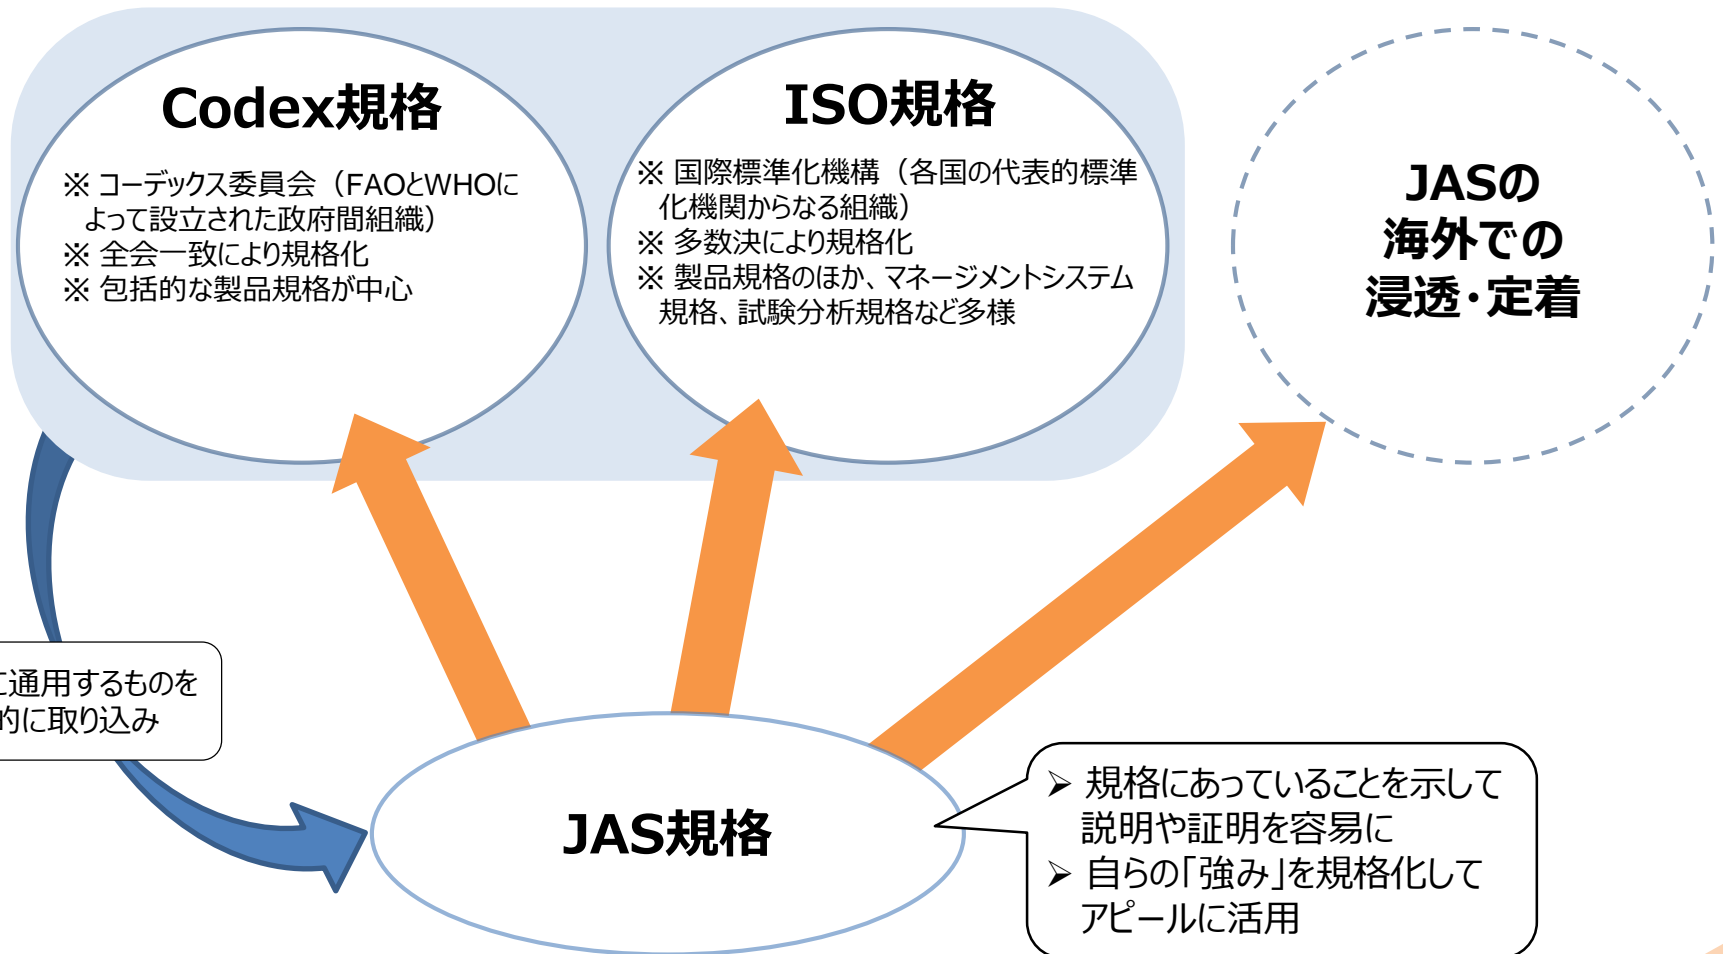 Codex規格
※ コーデックス委員会（FAOとWHOに
よって設立された政府間組織）
※ 全会一致により規格化
※ 包括的な製品規格が中心
ISO規格
※ 国際標準化機構（各国の代表的標準
化機関からなる組織）
※ 多数決により規格化
※ 製品規格のほか、マネージメントシステム
規格、試験分析規格など多様
JASの
海外での
浸透・定着
に通用するものを
的に取り込み
JAS規格
➢ 規格にあっていることを示して
説明や証明を容易に
➢ 自らの「強み」を規格化して
アピールに活用